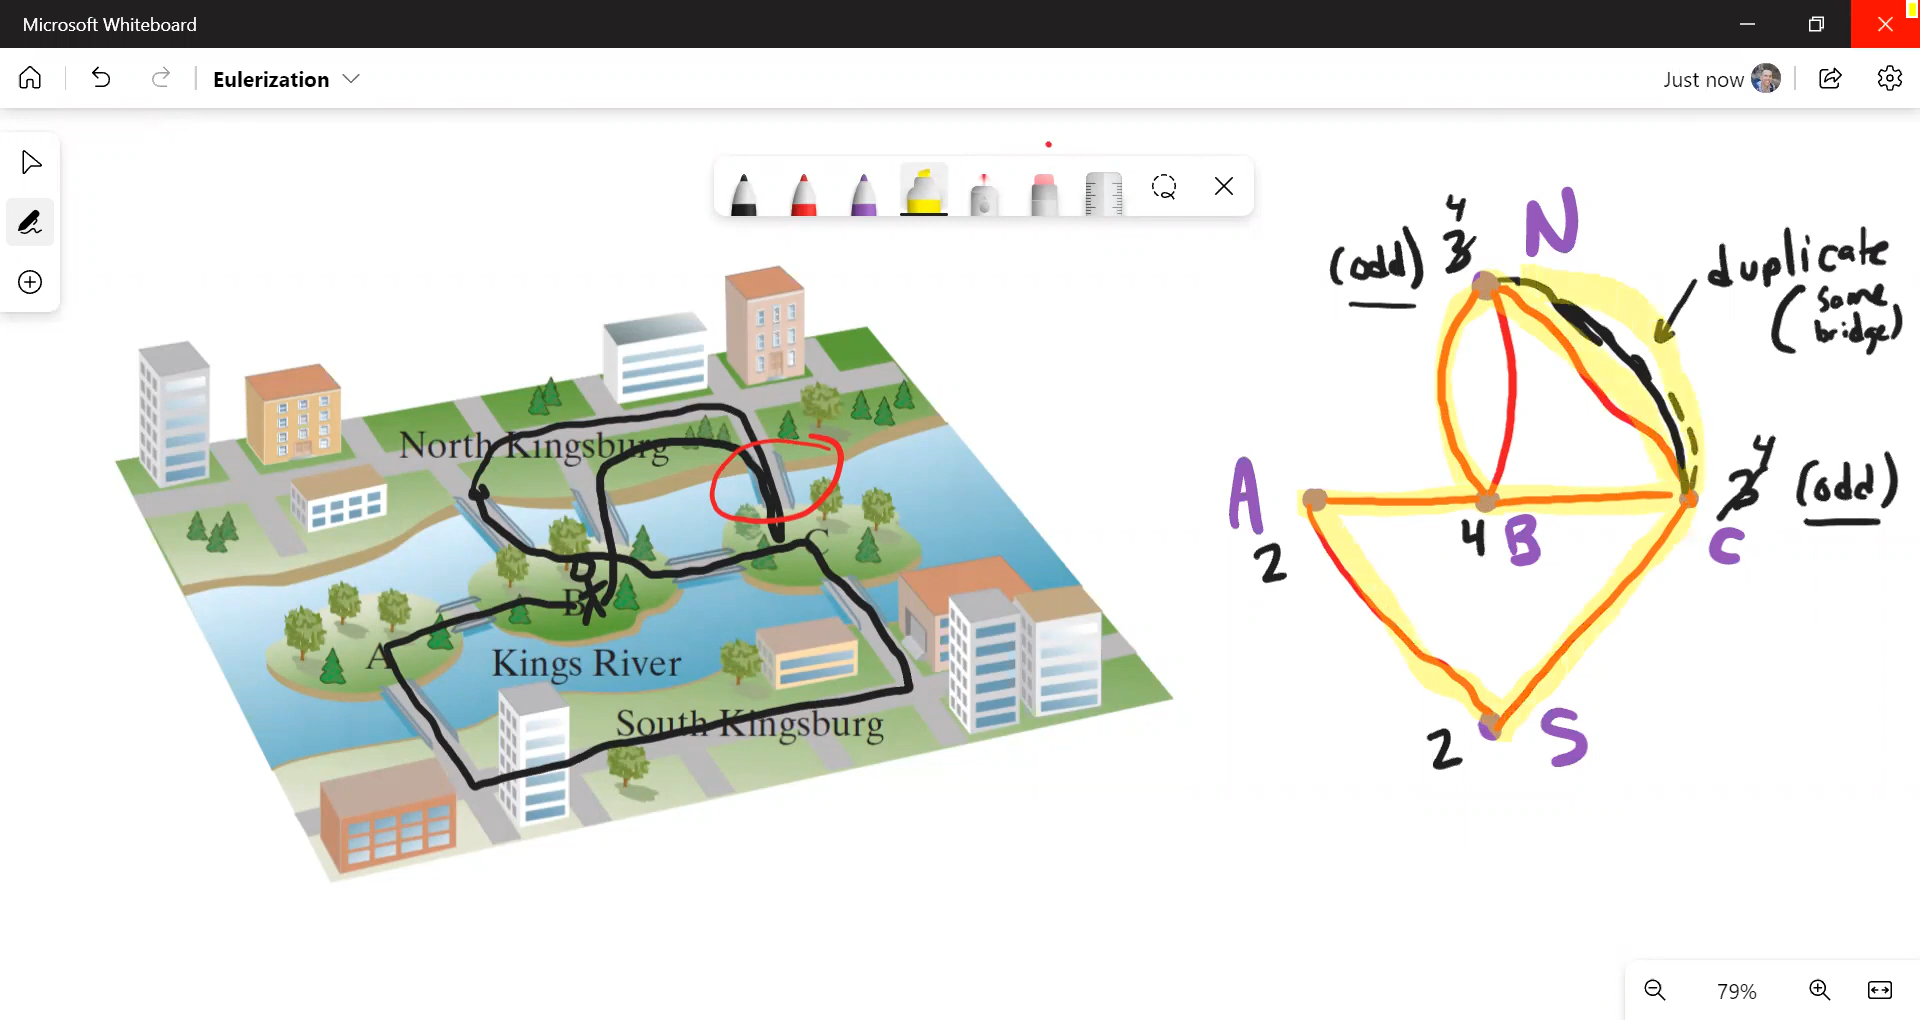 Microsoft Whiteboard
Eulerization
Just now
4
N
(odd) 3
duplicate
(same
bridge)
North Kingsburg
4
A
3 (odd)
C
4 B
C
2
B
A
Kings River
South Kingsburg
S
2
79%